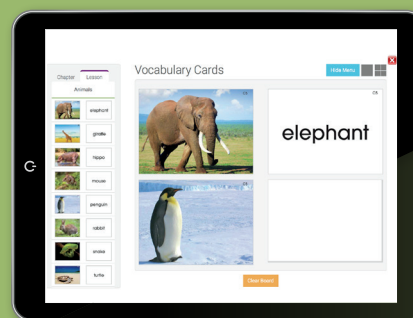 Vocabulary Cards
Hide Menu
Chapter
Lesson
Animals
elephant
giraffe
hippo
mouse
penguin
rabbit
snake
turtle
elephant
Clear Board